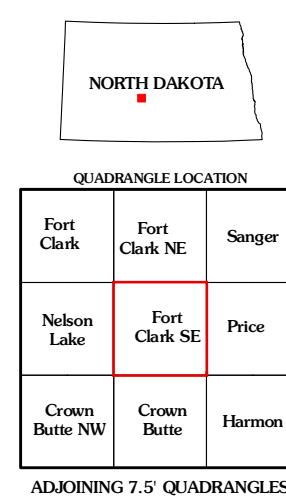 NORTH DAKOTA
QUADRANGLE LOCATION
Fort
Clark
Fort
Clark NE
Sanger
Nelson
Lake
Fort
Clark SE
Price
Crown
Butte NW
Crown
Butte
Harmon
ADJOINING 7.5' QUADRANGLES